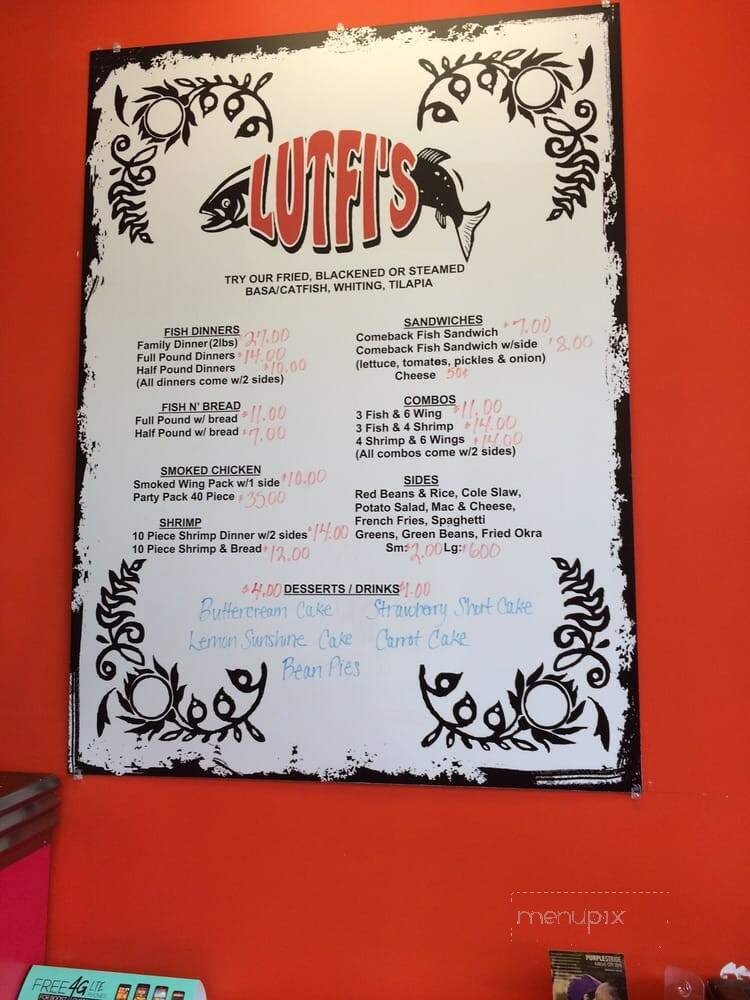 LUTFI'S
TRY OUR FRIED, BLACKENED OR STEAMED
BASA/CATFISH, WHITING, TILAPIA
FISH DINNERS
Family Dinner(2lbs) 27.00
Full Pound Dinners $14.00
Half Pound Dinners $10.00
(All dinners come w/2 sides)
FISH N' BREAD
Full Pound w/ bread $11.00
Half Pound w/ bread $7.00
SMOKED CHICKEN
Smoked Wing Pack w/1 side $10.00
Party Pack 40 Piece $35.00
SHRIMP
10 Piece Shrimp Dinner w/2 sides $14.00
10 Piece Shrimp & Bread $12.00
SANDWICHES
Comeback Fish Sandwich $7.00
Comeback Fish Sandwich w/side $8.00
(lettuce, tomatoes, pickles & onion)
Cheese 50¢
COMBOS
3 Fish & 6 Wing $11.00
3 Fish & 4 Shrimp $14.00
4 Shrimp & 6 Wings $14.00
(All combos come w/2 sides)
SIDES
Red Beans & Rice, Cole Slaw,
Potato Salad, Mac & Cheese,
French Fries, Spaghetti
Greens, Green Beans, Fried Okra
Sm: $2.00 Lg: $6.00
$4.00 DESSERTS / DRINKS $1.00
Buttercream Cake Strawberry Short Cake
Lemon Sunshine Cake Carrot Cake
Bean Pies
menupix
FREE 4G LTE
PURPLESTRIDE